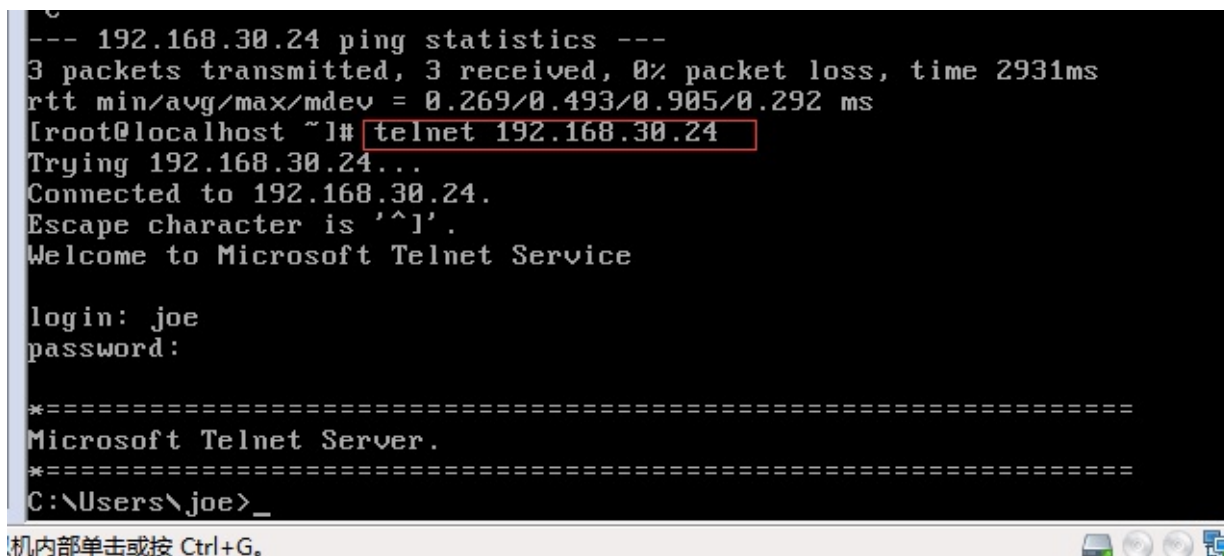 --- 192.168.30.24 ping statistics ---
3 packets transmitted, 3 received, 0% packet loss, time 2931ms
rtt min/avg/max/mdev = 0.269/0.493/0.905/0.292 ms
[root@localhost ~]# telnet 192.168.30.24
Trying 192.168.30.24...
Connected to 192.168.30.24.
Escape character is '^]'.
Welcome to Microsoft Telnet Service
login: joe
password:
*===============================================================
Microsoft Telnet Server.
*===============================================================
C:\Users\joe>_
机内部单击或按 Ctrl+G。